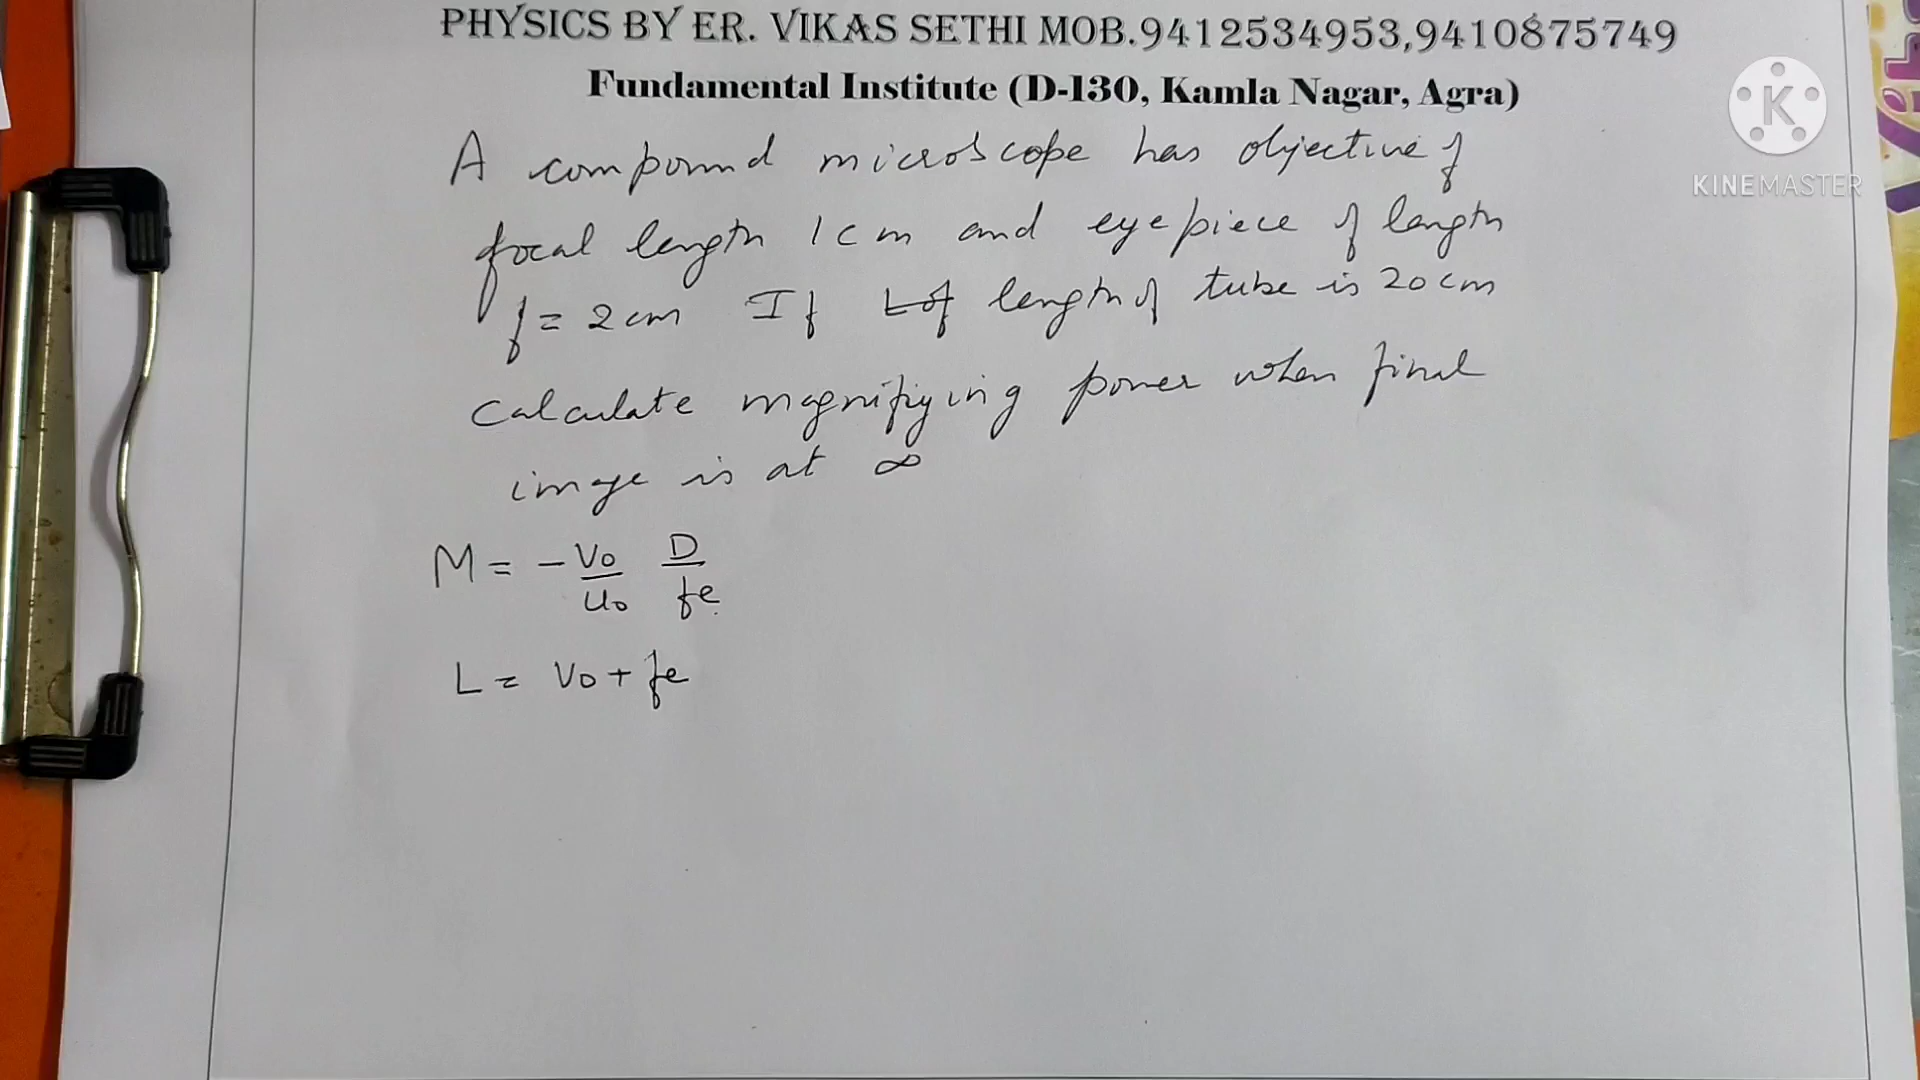 PHYSICS BY ER. VIKAS SETHI MOB.9412534953,9410875749
Fundamental Institute (D-130, Kamla Nagar, Agra)
K
KINEMASTER
A compound microscope has objective of
focal length 1cm and eyepiece of length
f = 2cm If length of tube is 20cm
calculate magnifying power when final
image is at ∞
M = - Vo/uo D/fe
L = Vo + fe